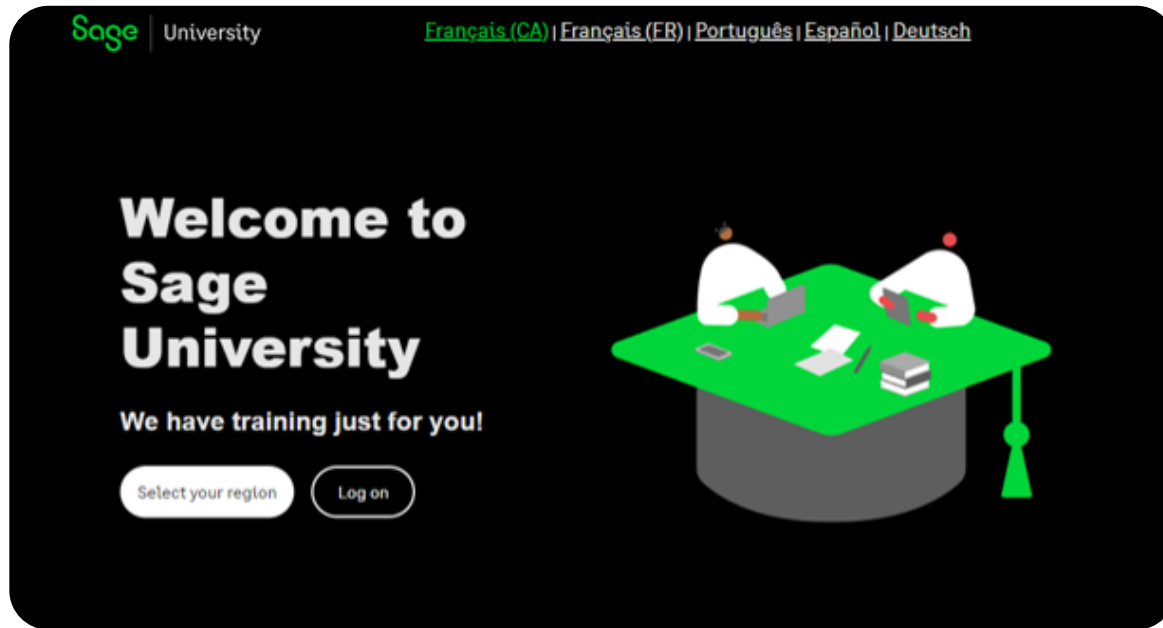 Sage University
Français (CA) | Français (FR) | Português | Español | Deutsch
Welcome to
Sage
University
We have training just for you!
Select your region
Log on